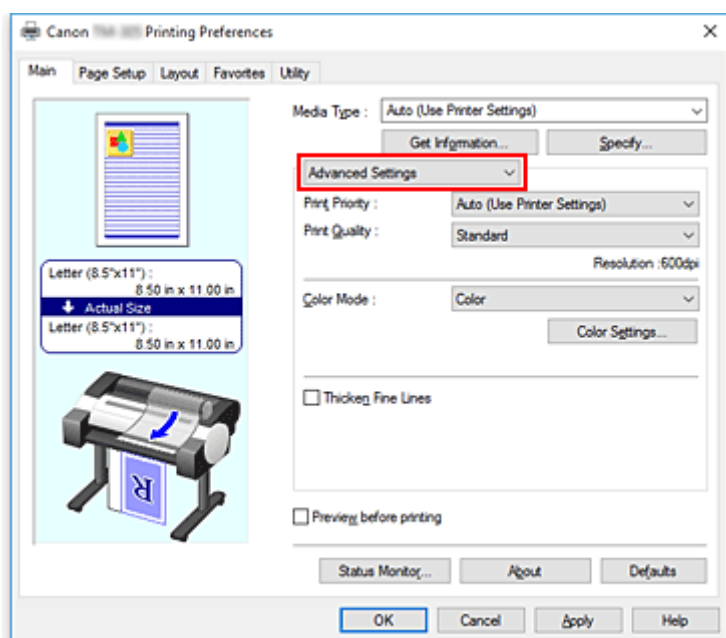 Canon Printing Preferences
Main Page Setup Layout Favorites Utility
Media Type : Auto (Use Printer Settings)
Get Information... Specify...
Advanced Settings
Print Priority : Auto (Use Printer Settings)
Print Quality : Standard
Resolution :600dpi
Letter (8.5"x11") :
8.50 in x 11.00 in
Actual Size
Letter (8.5"x11") :
8.50 in x 11.00 in
Color Mode : Color
Color Settings...
Thicken Fine Lines
R
Preview before printing
Status Monitor... About Defaults
OK Cancel Apply Help